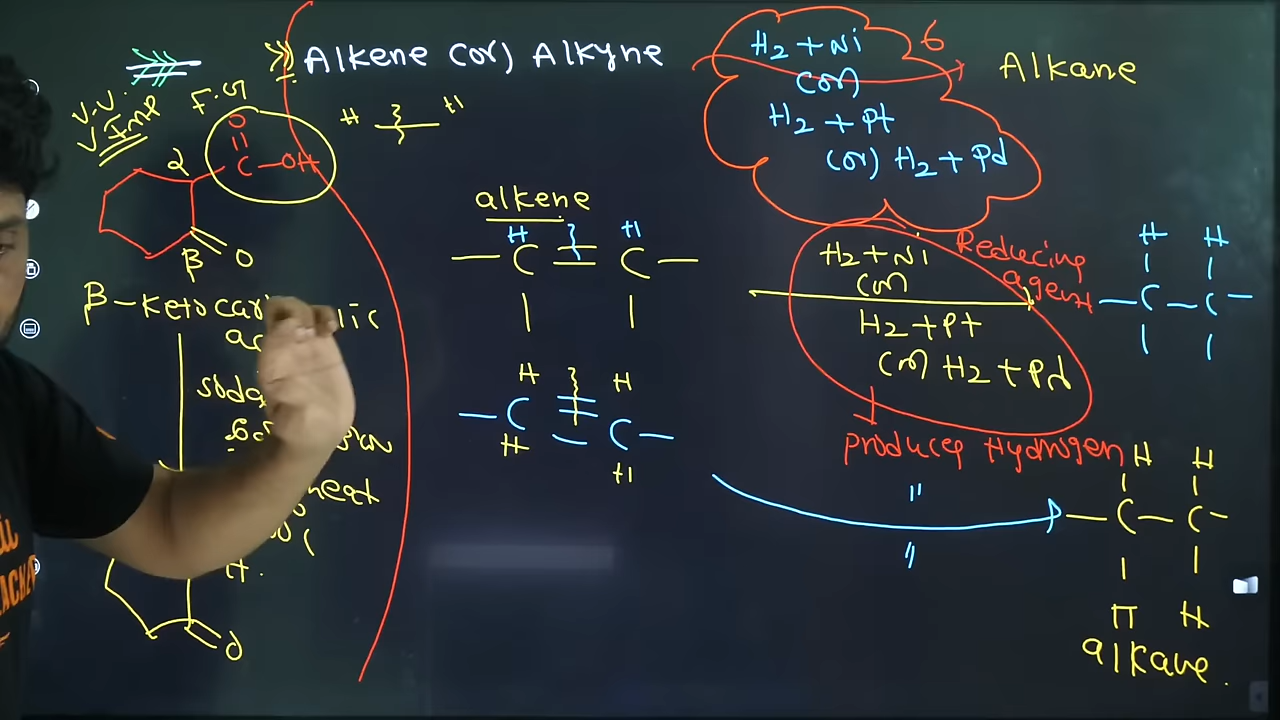 Alkene (or) Alkyne
H2 + Ni
(or)
H2 + Pt
(or) H2 + Pd
6
Alkane
V.V.
V Imp
F.G
O
C-OH
α
β
O
H H
β-keto
heat
O
alkene
H H
C C
H H
C C
H H
H2 + Ni
(or)
H2 + Pt
(or) H2 + Pd
Reducing
agent
Produces Hydrogen
H H
C-C-
"
"
H H
C-C-
H H
alkane.